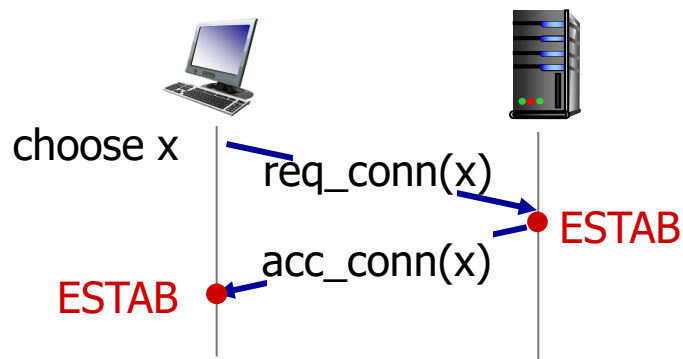 choose x
req_conn(x)
ESTAB
acc_conn(x)
ESTAB